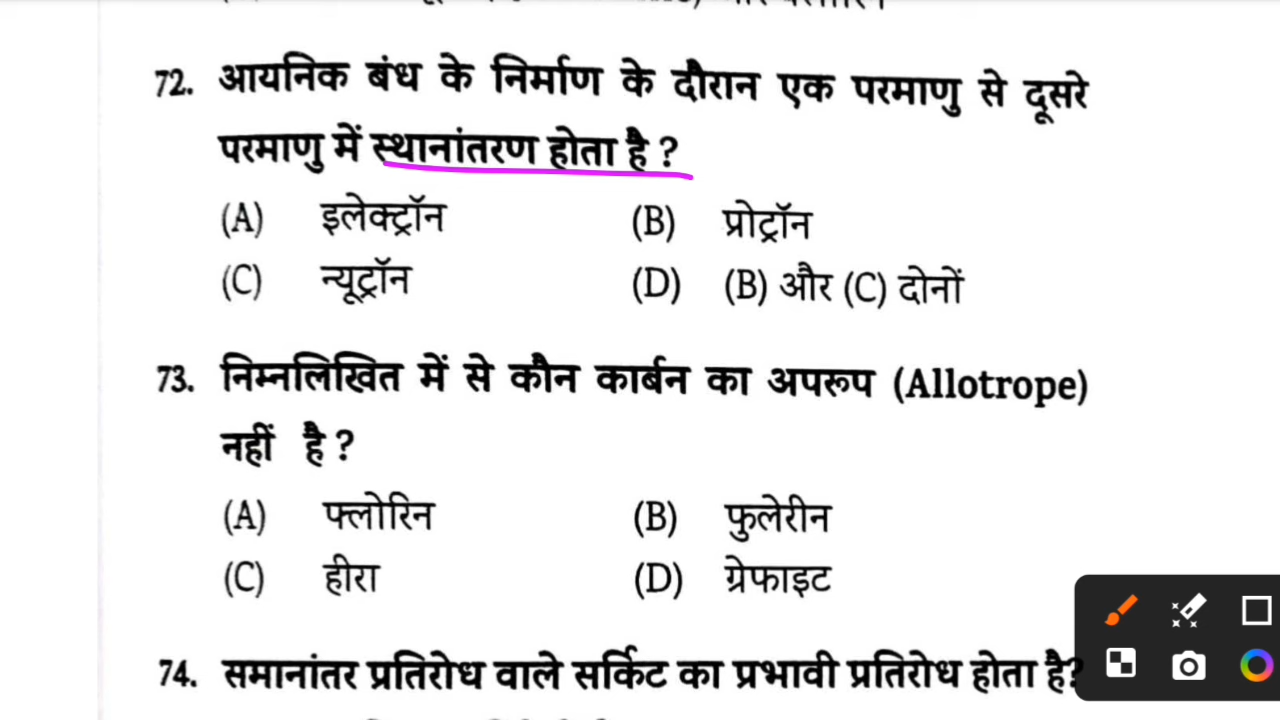 72. आयनिक बंध के निर्माण के दौरान एक परमाणु से दूसरे
परमाणु में स्थानांतरण होता है ?
(A) इलेक्ट्रॉन (B) प्रोट्रॉन
(C) न्यूट्रॉन (D) (B) और (C) दोनों
73. निम्नलिखित में से कौन कार्बन का अपरूप (Allotrope)
नहीं है ?
(A) फ्लोरिन (B) फुलेरीन
(C) हीरा (D) ग्रेफाइट
74. समानांतर प्रतिरोध वाले सर्किट का प्रभावी प्रतिरोध होता है?